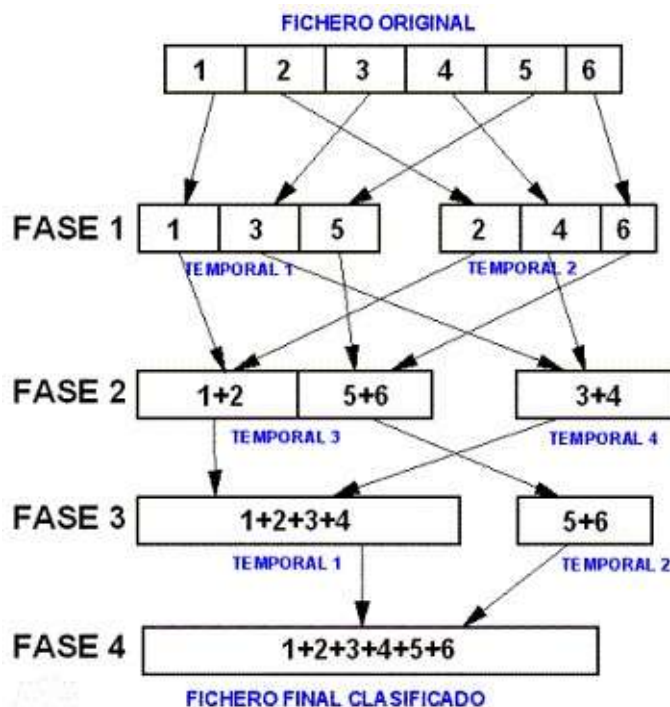 FICHERO ORIGINAL
1 2 3 4 5 6
FASE 1 1 3 5 2 4 6
TEMPORAL 1 TEMPORAL 2
FASE 2 1+2 5+6 3+4
TEMPORAL 3 TEMPORAL 4
FASE 3 1+2+3+4 5+6
TEMPORAL 1 TEMPORAL 2
FASE 4 1+2+3+4+5+6
FICHERO FINAL CLASIFICADO